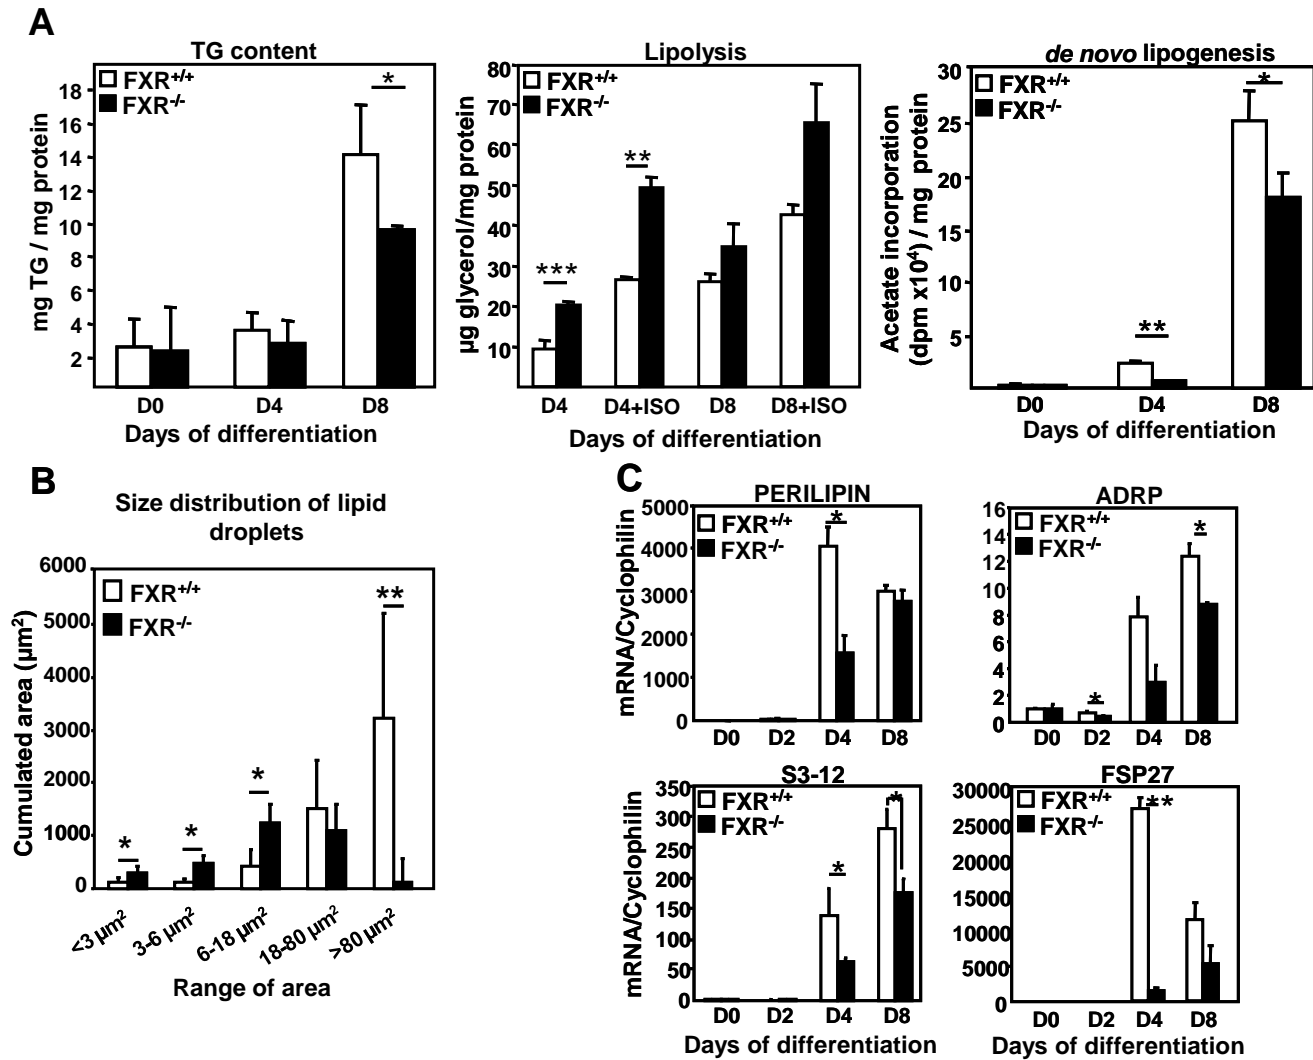 A
TG content
FXR+/+
FXR-/-
*
18
16
14
12
10
8
6
4
2
mg TG / mg protein
D0 D4 D8
Days of differentiation
Lipolysis
FXR+/+
FXR-/-
80
70
60
50
40
30
20
10
***
**
µg glycerol/mg protein
D4 D4+ISO D8 D8+ISO
Days of differentiation
de novo lipogenesis
FXR+/+
FXR-/-
30
25
20
15
10
5
**
*
Acetate incorporation
(dpm x10⁴) / mg protein
D0 D4 D8
Days of differentiation
B
Size distribution of lipid
droplets
FXR+/+
FXR-/-
6000
5000
4000
3000
2000
1000
0
*
*
*
**
Cumulated area (µm²)
<3 µm²
3-6 µm²
6-18 µm²
18-80 µm²
>80 µm²
Range of area
C
PERILIPIN
FXR+/+
FXR-/-
*
5000
4000
3000
2000
1000
0
mRNA/Cyclophilin
D0 D2 D4 D8
ADRP
FXR+/+
FXR-/-
*
*
16
14
12
10
8
6
4
2
0
D0 D2 D4 D8
S3-12
FXR+/+
FXR-/-
*
*
350
300
250
200
150
100
50
0
mRNA/Cyclophilin
D0 D2 D4 D8
Days of differentiation
FSP27
FXR+/+
FXR-/-
**
30000
25000
20000
15000
10000
5000
0
D0 D2 D4 D8
Days of differentiation